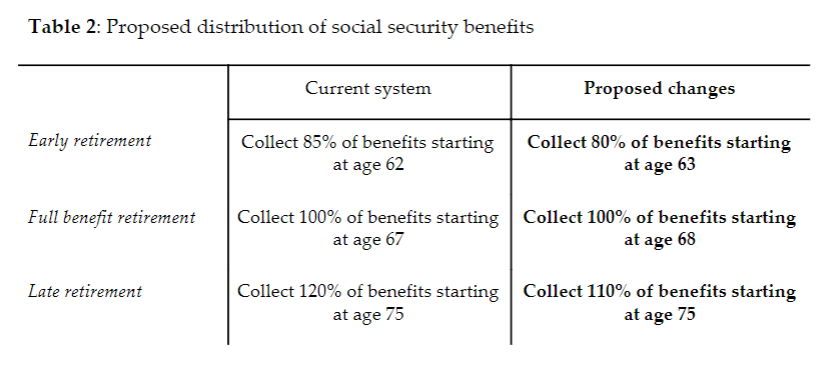 Table 2: Proposed distribution of social security benefits
Current system
Proposed changes
Early retirement
Collect 85% of benefits starting
at age 62
Collect 80% of benefits starting
at age 63
Full benefit retirement
Collect 100% of benefits starting
at age 67
Collect 100% of benefits starting
at age 68
Late retirement
Collect 120% of benefits starting
at age 75
Collect 110% of benefits starting
at age 75